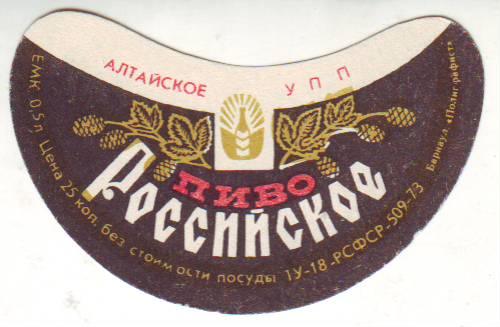 АЛТАЙСКОЕ УПП
ПИВО
Российское
ЕМК 0,5 л Цена 25 коп. без стоимости посуды ТУ-18-РСФСР-509-73
Барнаул «Полиграфист»